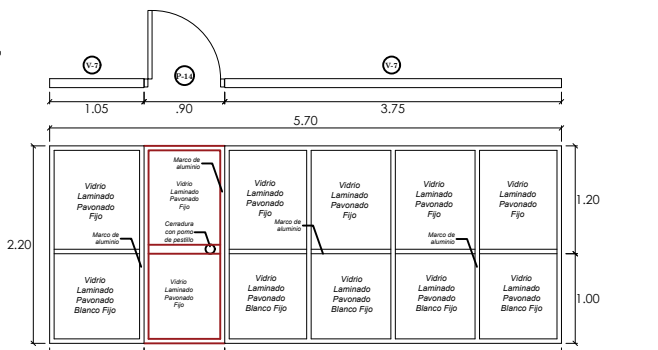 V-7
P-14
V-7
1.05
.90
3.75
5.70
2.20
1.20
1.00
Vidrio
Laminado
Pavonado
Fijo
Marco de
aluminio
Vidrio
Laminado
Pavonado
Fijo
Cerradura
con pomo
de pestillo
Vidrio
Laminado
Pavonado
Fijo
Vidrio
Laminado
Pavonado
Fijo
Vidrio
Laminado
Pavonado
Fijo
Vidrio
Laminado
Pavonado
Fijo
Marco de
aluminio
Marco de
aluminio
Marco de
aluminio
Vidrio
Laminado
Pavonado
Blanco Fijo
Vidrio
Laminado
Pavonado
Fijo
Vidrio
Laminado
Pavonado
Blanco Fijo
Vidrio
Laminado
Pavonado
Blanco Fijo
Vidrio
Laminado
Pavonado
Blanco Fijo
Vidrio
Laminado
Pavonado
Blanco Fijo